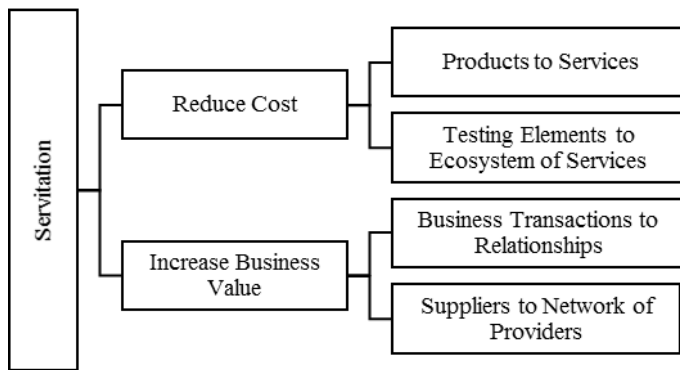 Servitation
Reduce Cost
Products to Services
Testing Elements to
Ecosystem of Services
Increase Business
Value
Business Transactions to
Relationships
Suppliers to Network of
Providers